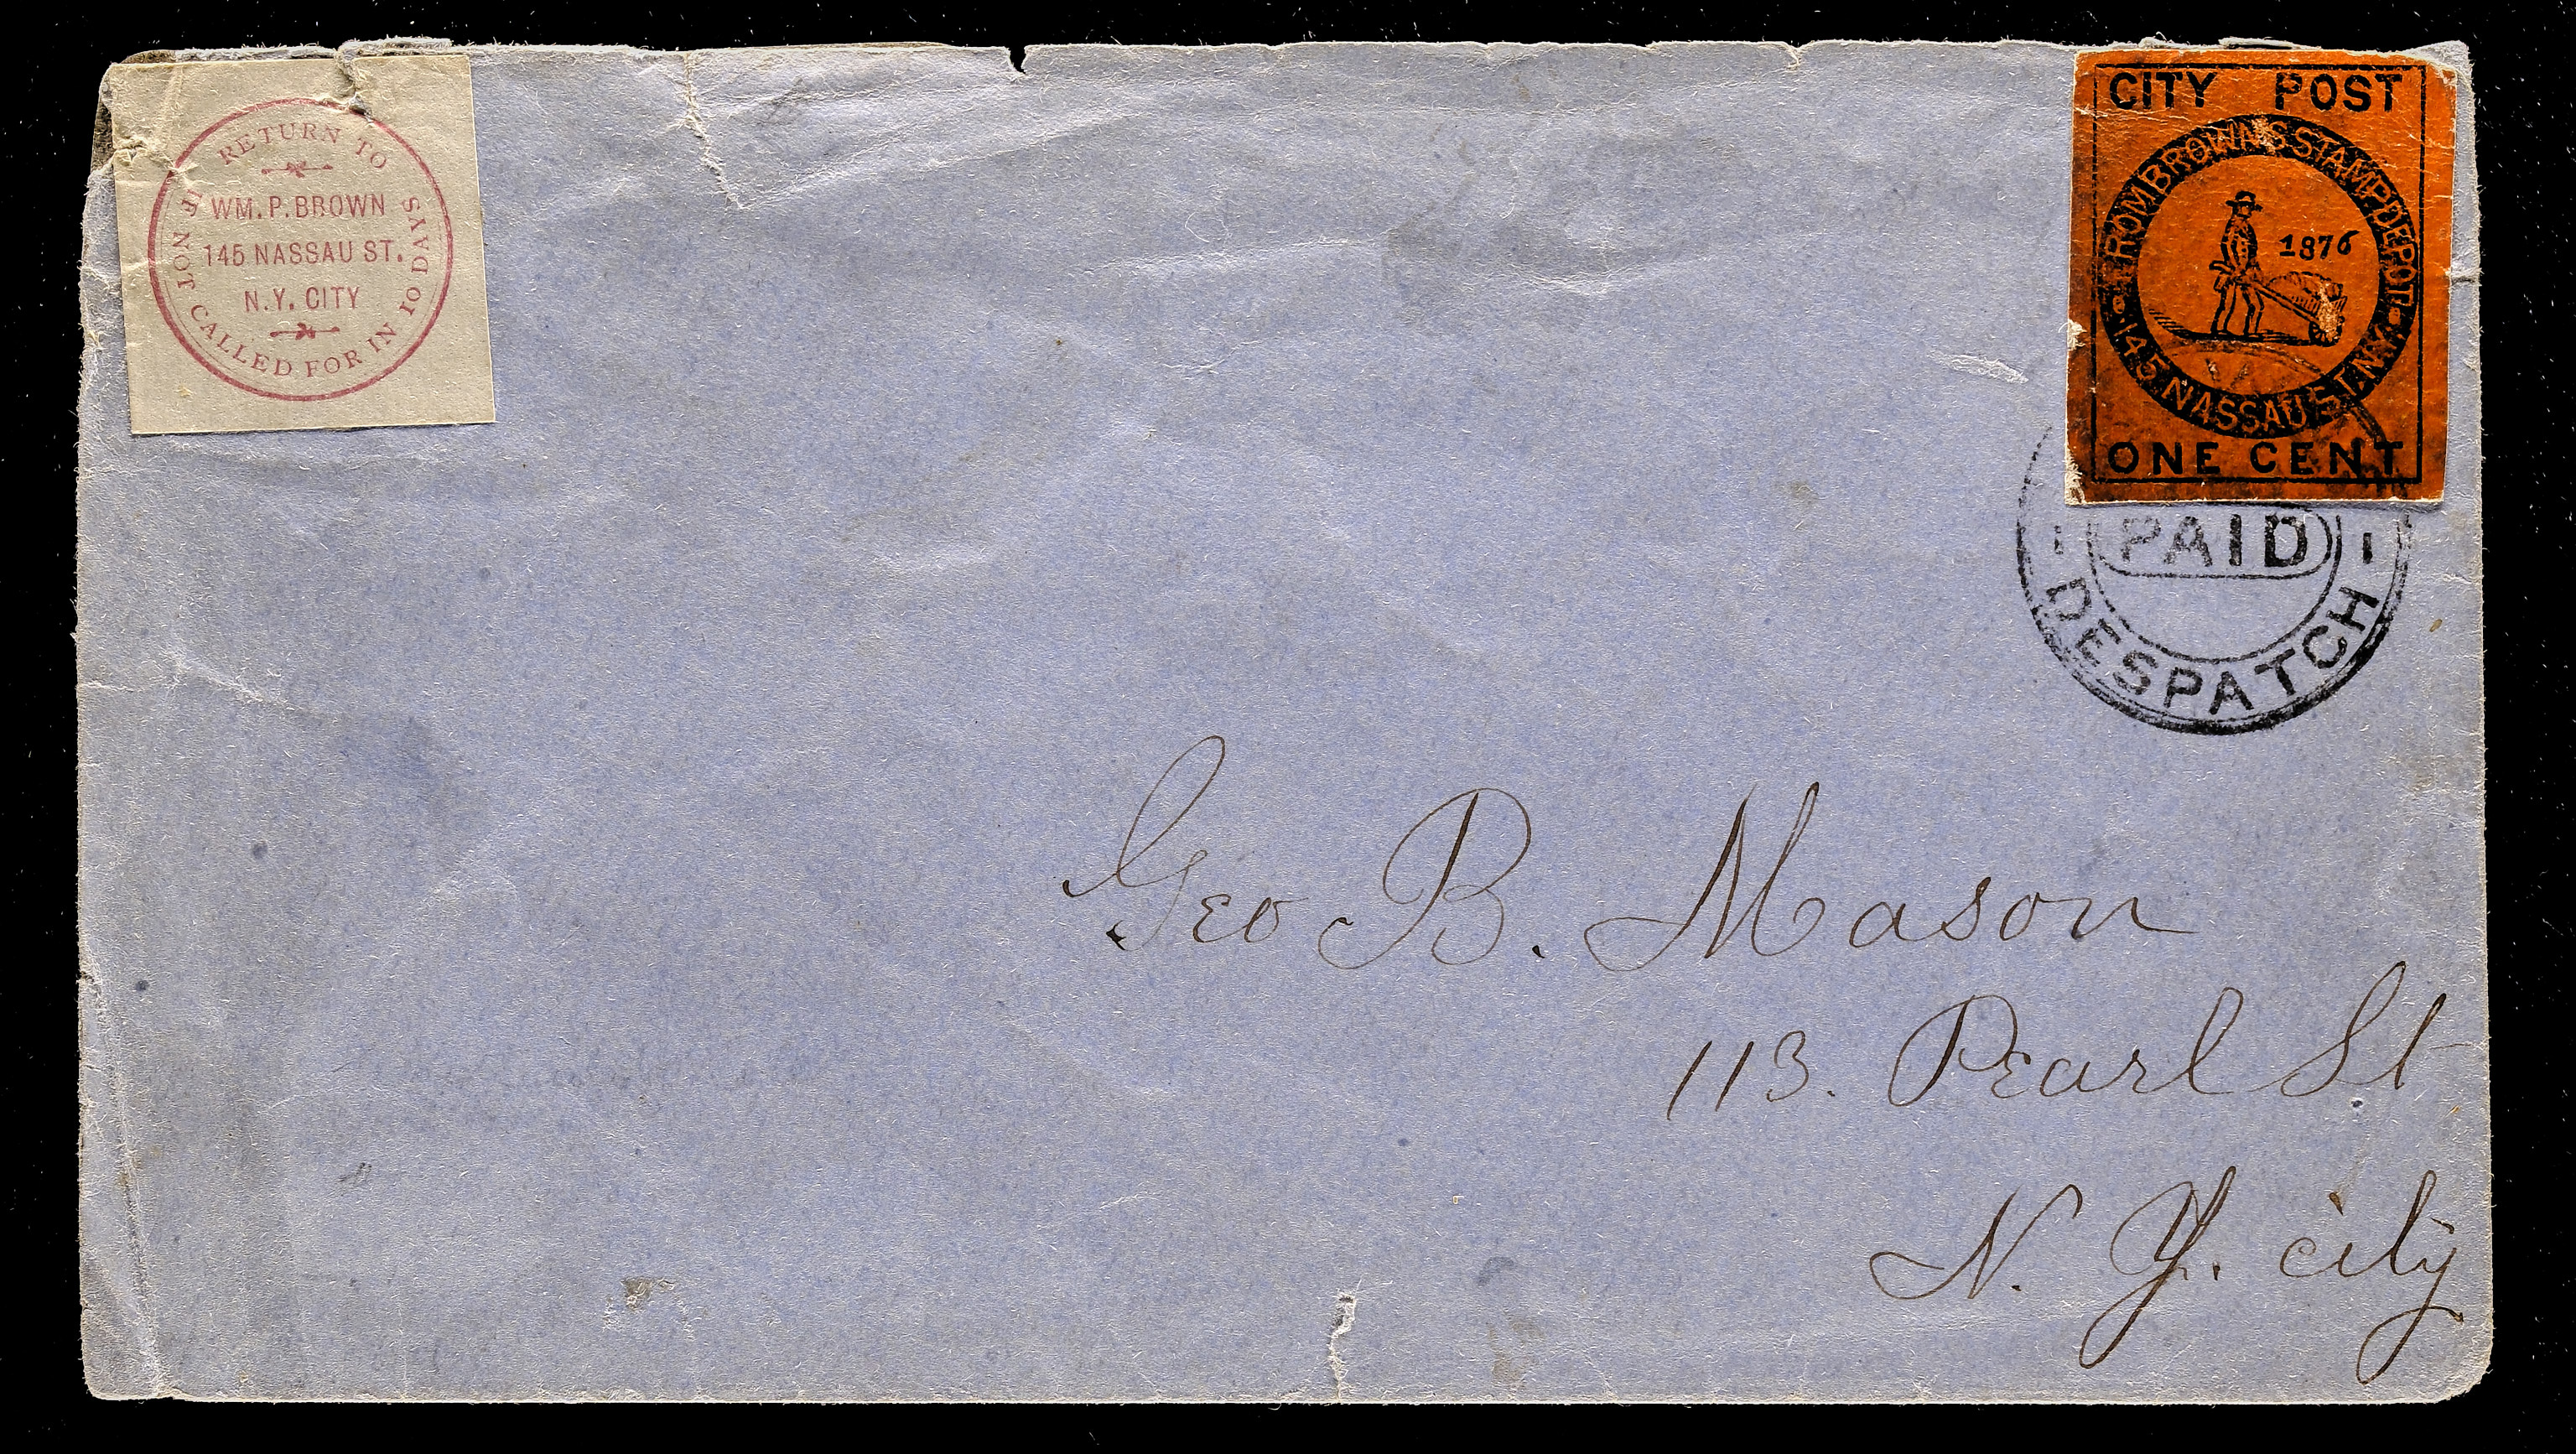 RETURN TO
WM. P. BROWN
145 NASSAU ST.
N.Y. CITY
IF NOT CALLED FOR IN 10 DAYS
CITY POST
FROM BROWN'S STAMP DEPOT
1876
145 NASSAU ST. N.Y.
ONE CENT
PAID
DESPATCH
Geo B. Mason
113. Pearl St
N. Y. city